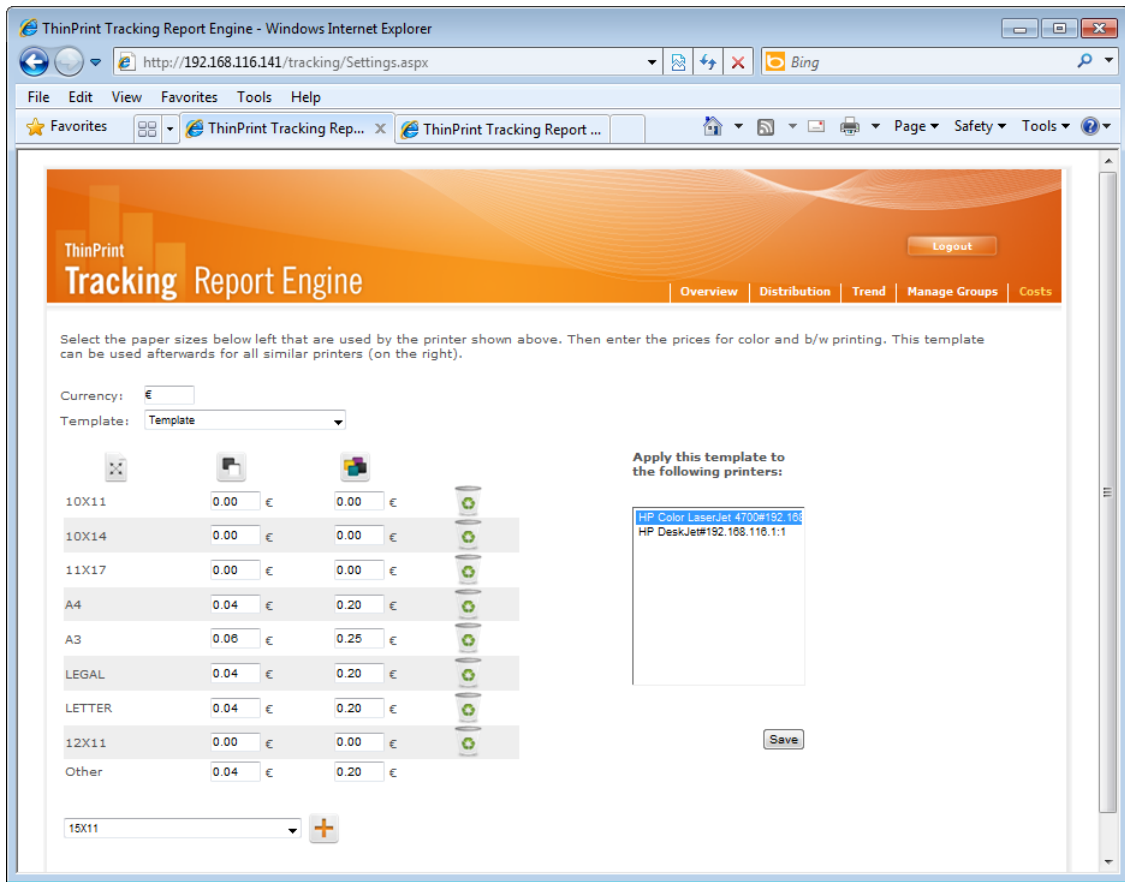 ThinPrint Tracking Report Engine - Windows Internet Explorer
http://192.168.116.141/tracking/Settings.aspx
Bing
File Edit View Favorites Tools Help
Favorites
ThinPrint Tracking Rep... X
ThinPrint Tracking Report ...
Page Safety Tools
ThinPrint
Tracking Report Engine
Logout
Overview Distribution Trend Manage Groups Costs
Select the paper sizes below left that are used by the printer shown above. Then enter the prices for color and b/w printing. This template
can be used afterwards for all similar printers (on the right).
Currency: €
Template: Template
Apply this template to
the following printers:
HP Color LaserJet 4700#192.168
HP DeskJet#192.168.116.1:1
10X11 0.00 € 0.00 €
10X14 0.00 € 0.00 €
11X17 0.00 € 0.00 €
A4 0.04 € 0.20 €
A3 0.06 € 0.25 €
LEGAL 0.04 € 0.20 €
LETTER 0.04 € 0.20 €
12X11 0.00 € 0.00 €
Other 0.04 € 0.20 €
Save
15X11